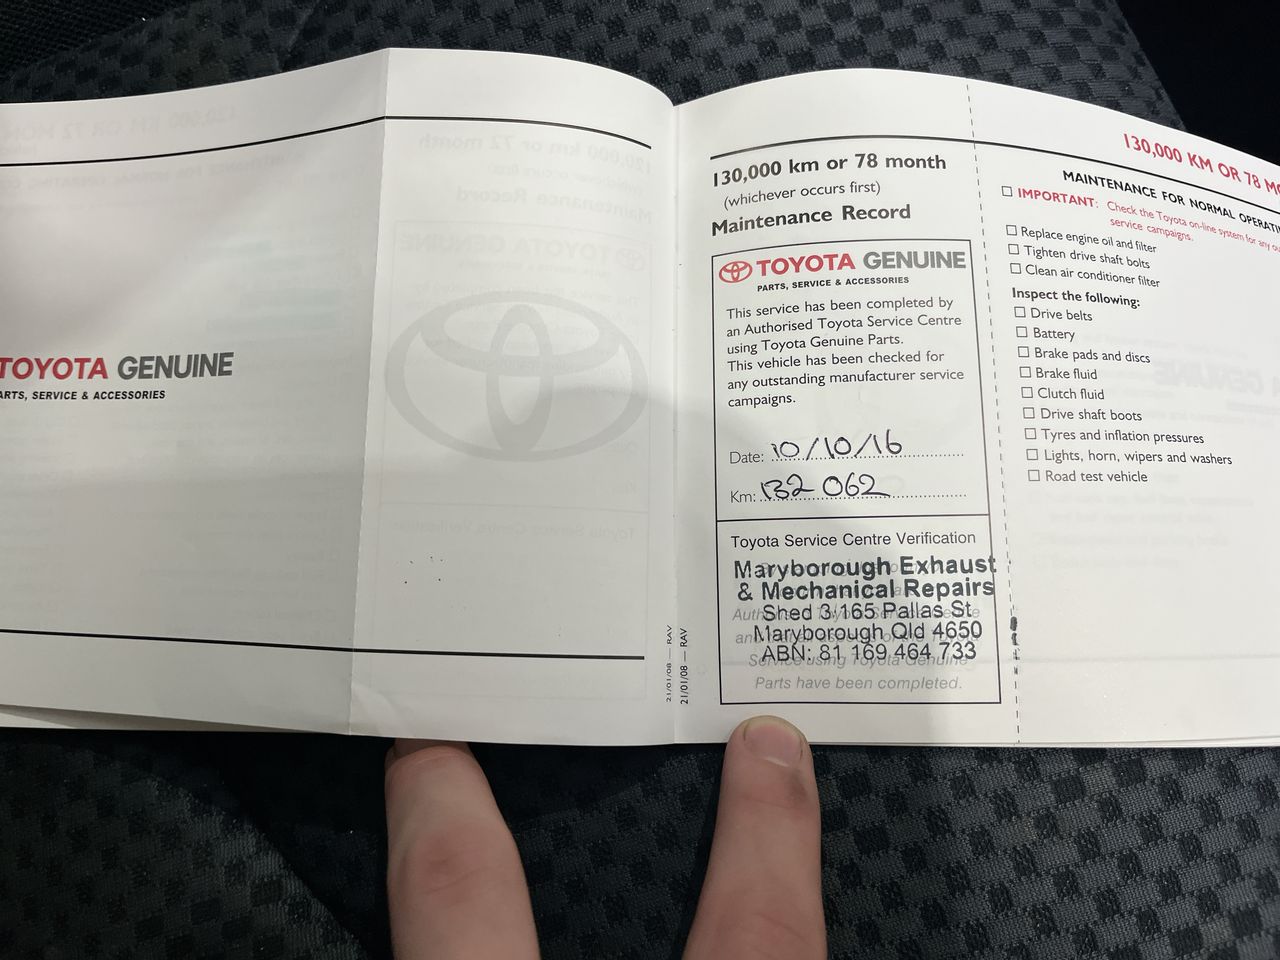 TOYOTA GENUINE
PARTS, SERVICE & ACCESSORIES
21/01/08 — RAV
21/01/08 — RAV
130,000 km or 78 month
(whichever occurs first)
Maintenance Record
TOYOTA GENUINE
PARTS, SERVICE & ACCESSORIES
This service has been completed by
an Authorised Toyota Service Centre
using Toyota Genuine Parts.
This vehicle has been checked for
any outstanding manufacturer service
campaigns.
Date: 10/10/16
Km: 132 062
Toyota Service Centre Verification
Maryborough Exhaust
& Mechanical Repairs
Shed 3/165 Pallas St
Maryborough Qld 4650
ABN: 81 169 464 733
Service using Toyota Genuine
Parts have been completed.
130,000 KM OR 78 MO
MAINTENANCE FOR NORMAL OPERATIN
☐ IMPORTANT: Check the Toyota on-line system for any ou
service campaigns.
☐ Replace engine oil and filter
☐ Tighten drive shaft bolts
☐ Clean air conditioner filter
Inspect the following:
☐ Drive belts
☐ Battery
☐ Brake pads and discs
☐ Brake fluid
☐ Clutch fluid
☐ Drive shaft boots
☐ Tyres and inflation pressures
☐ Lights, horn, wipers and washers
☐ Road test vehicle